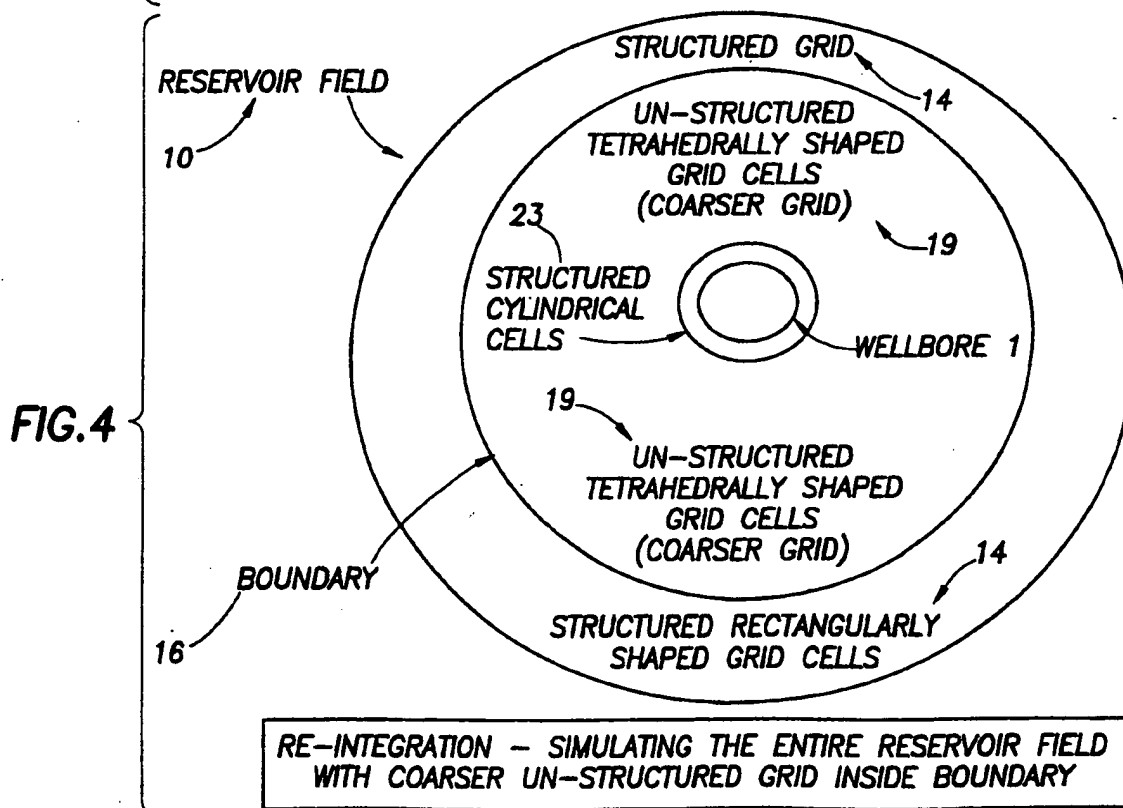 STRUCTURED GRID
RESERVOIR FIELD
14
10
UN-STRUCTURED
TETRAHEDRALLY SHAPED
GRID CELLS
(COARSER GRID)
23
19
STRUCTURED
CYLINDRICAL
CELLS
WELLBORE 1
FIG.4
19
UN-STRUCTURED
TETRAHEDRALLY SHAPED
GRID CELLS
(COARSER GRID)
14
BOUNDARY
16
STRUCTURED RECTANGULARLY
SHAPED GRID CELLS
RE-INTEGRATION - SIMULATING THE ENTIRE RESERVOIR FIELD
WITH COARSER UN-STRUCTURED GRID INSIDE BOUNDARY